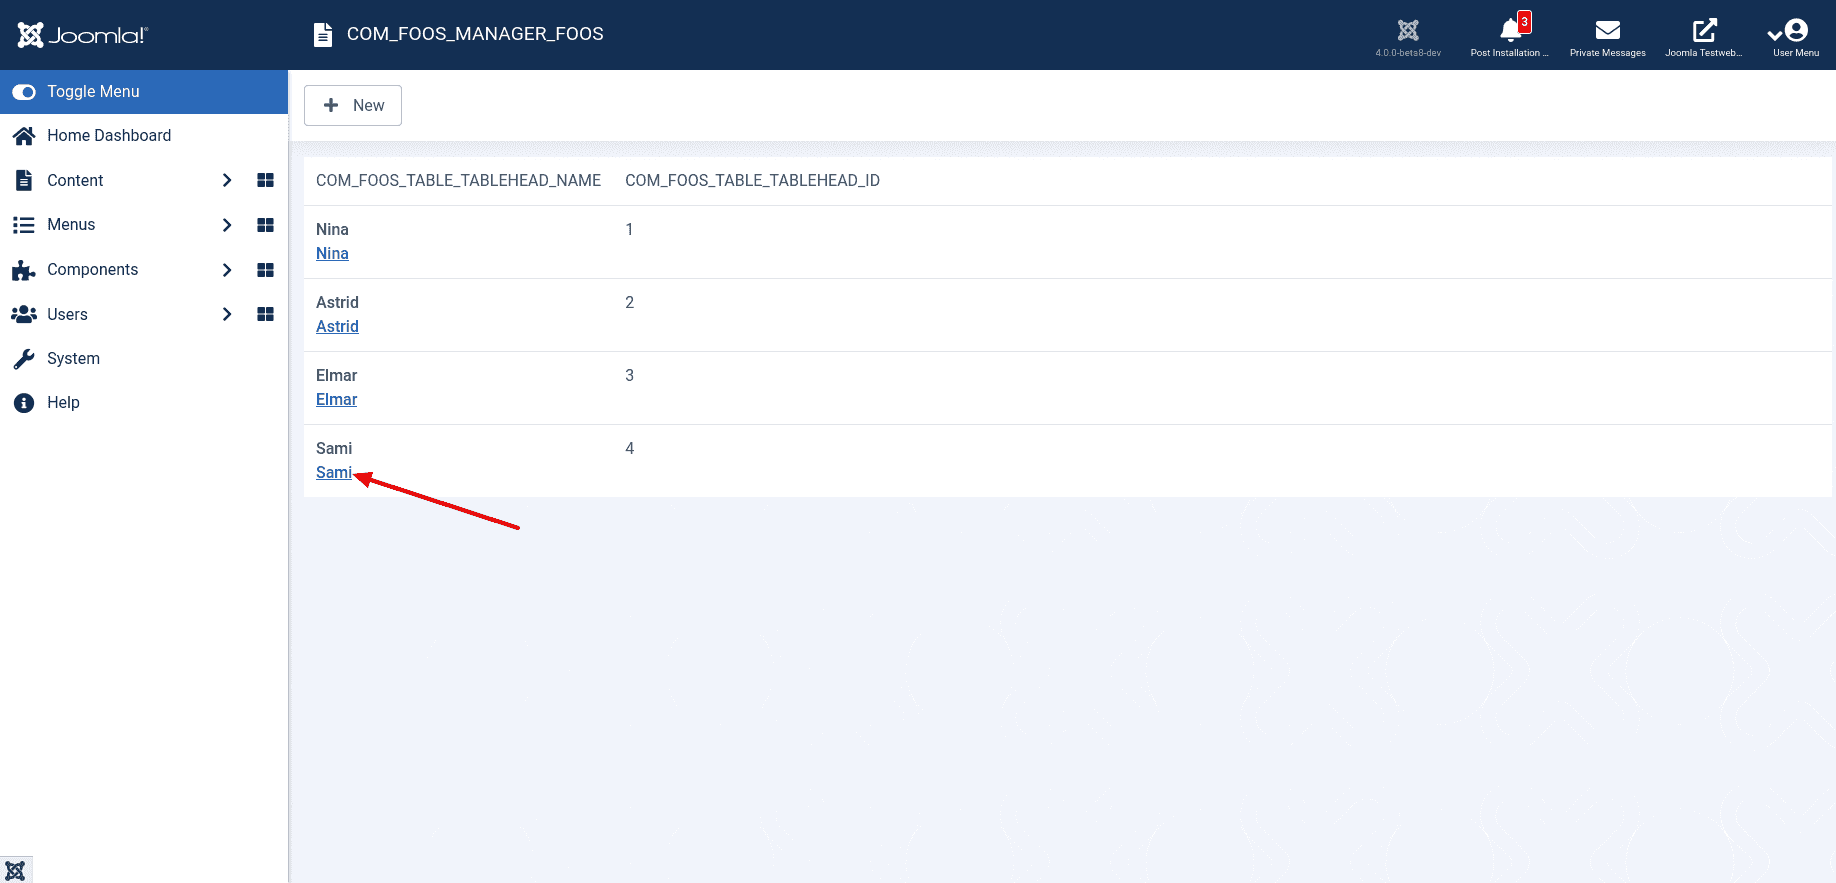 Joomla!
COM_FOOS_MANAGER_FOOS
4.0.0-beta8-dev
3
Post Installation ...
Private Messages
Joomla Testweb...
User Menu
Toggle Menu
Home Dashboard
Content
Menus
Components
Users
System
Help
New
COM_FOOS_TABLE_TABLEHEAD_NAME COM_FOOS_TABLE_TABLEHEAD_ID
Nina 1
Nina
Astrid 2
Astrid
Elmar 3
Elmar
Sami 4
Sami